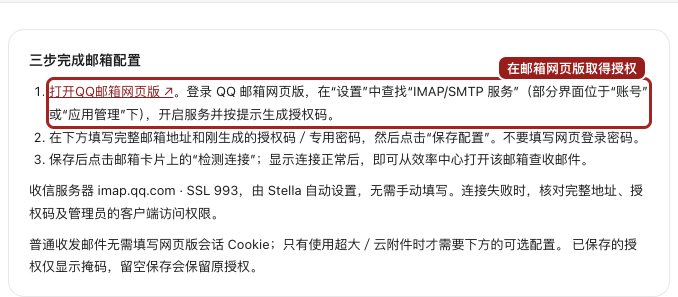 三步完成邮箱配置
在邮箱网页版取得授权
1. 打开QQ邮箱网页版 ↗。登录 QQ 邮箱网页版，在“设置”中查找“IMAP/SMTP 服务”（部分界面位于“账号”
或“应用管理”下），开启服务并按提示生成授权码。
2. 在下方填写完整邮箱地址和刚生成的授权码 / 专用密码，然后点击“保存配置”。不要填写网页登录密码。
3. 保存后点击邮箱卡片上的“检测连接”；显示连接正常后，即可从效率中心打开该邮箱查收邮件。
收信服务器 imap.qq.com · SSL 993，由 Stella 自动设置，无需手动填写。连接失败时，核对完整地址、授
权码及管理员的客户端访问权限。
普通收发邮件无需填写网页版会话 Cookie；只有使用超大 / 云附件时才需要下方的可选配置。 已保存的授
权仅显示掩码，留空保存会保留原授权。